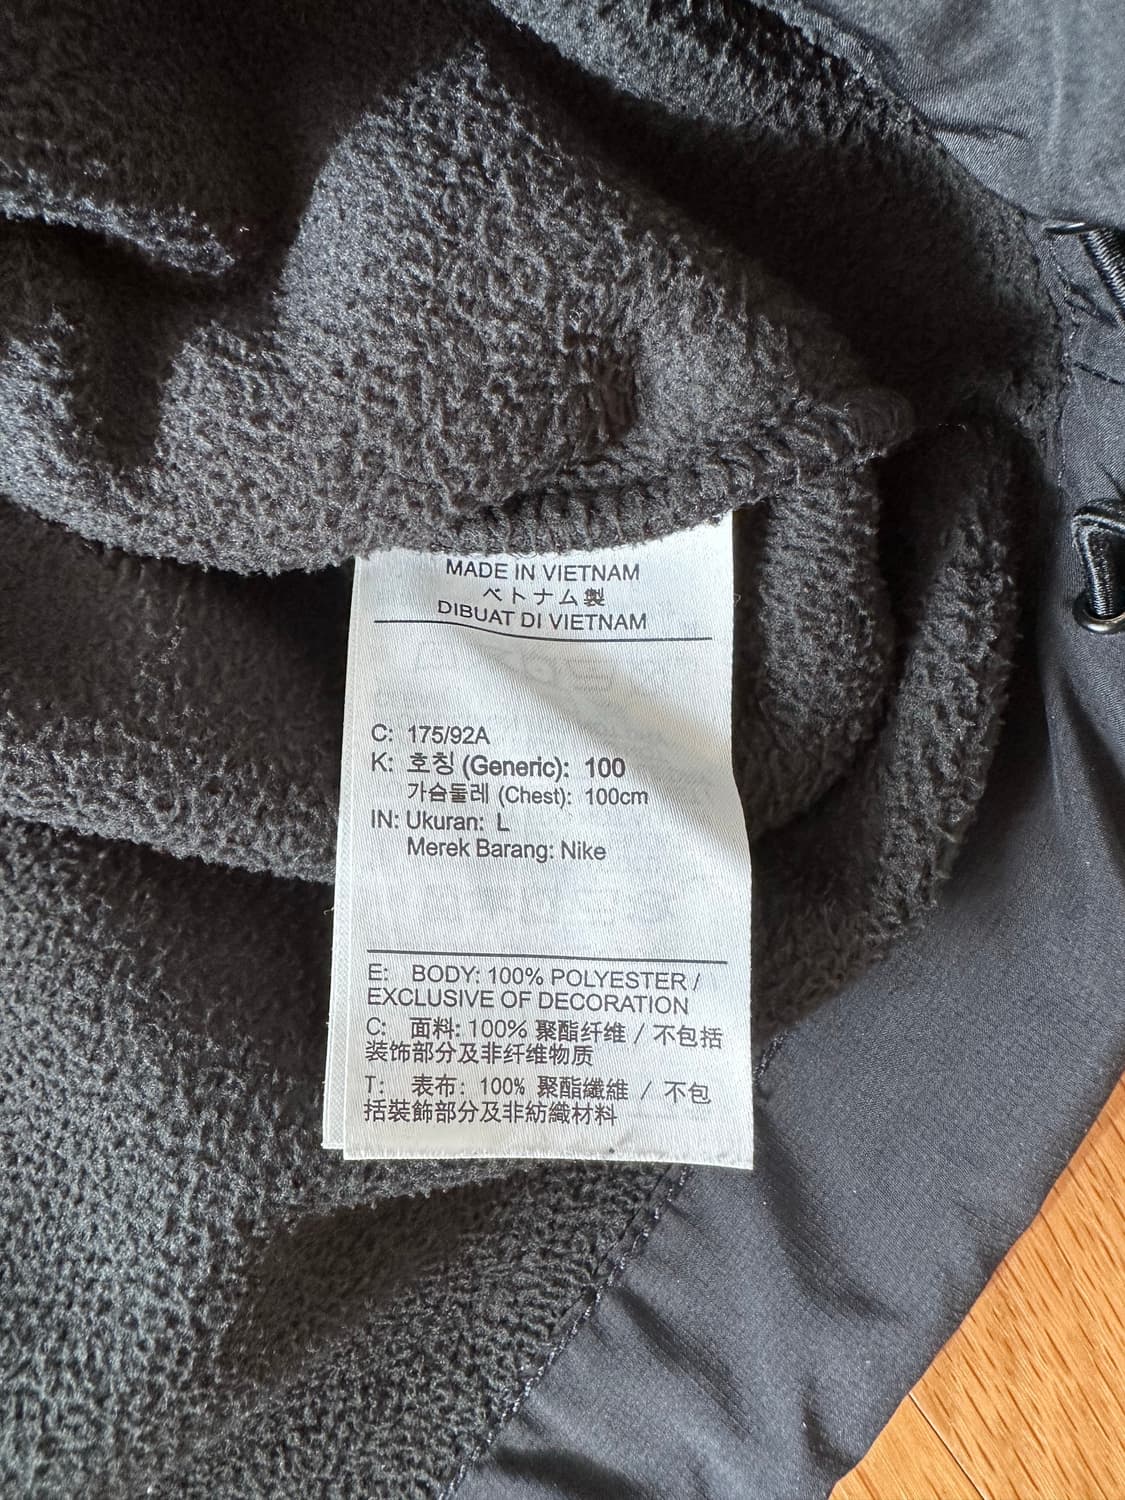 MADE IN VIETNAM
ベトナム製
DIBUAT DI VIETNAM
C: 175/92A
K: 호칭 (Generic): 100
가슴둘레 (Chest): 100cm
IN: Ukuran: L
Merek Barang: Nike
E: BODY: 100% POLYESTER /
EXCLUSIVE OF DECORATION
C: 面料: 100% 聚酯纤维 / 不包括
装饰部分及非纤维物质
T: 表布: 100% 聚酯纖維 / 不包
括裝飾部分及非紡織材料